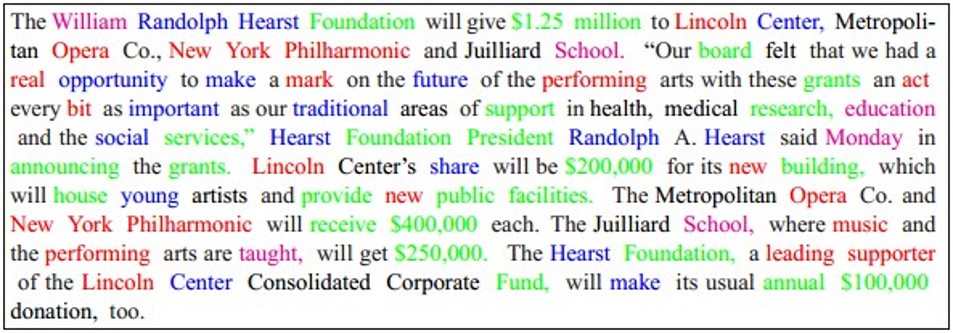 The William Randolph Hearst Foundation will give $1.25 million to Lincoln Center, Metropoli-
tan Opera Co., New York Philharmonic and Juilliard School. “Our board felt that we had a
real opportunity to make a mark on the future of the performing arts with these grants an act
every bit as important as our traditional areas of support in health, medical research, education
and the social services,” Hearst Foundation President Randolph A. Hearst said Monday in
announcing the grants. Lincoln Center’s share will be $200,000 for its new building, which
will house young artists and provide new public facilities. The Metropolitan Opera Co. and
New York Philharmonic will receive $400,000 each. The Juilliard School, where music and
the performing arts are taught, will get $250,000. The Hearst Foundation, a leading supporter
of the Lincoln Center Consolidated Corporate Fund, will make its usual annual $100,000
donation, too.